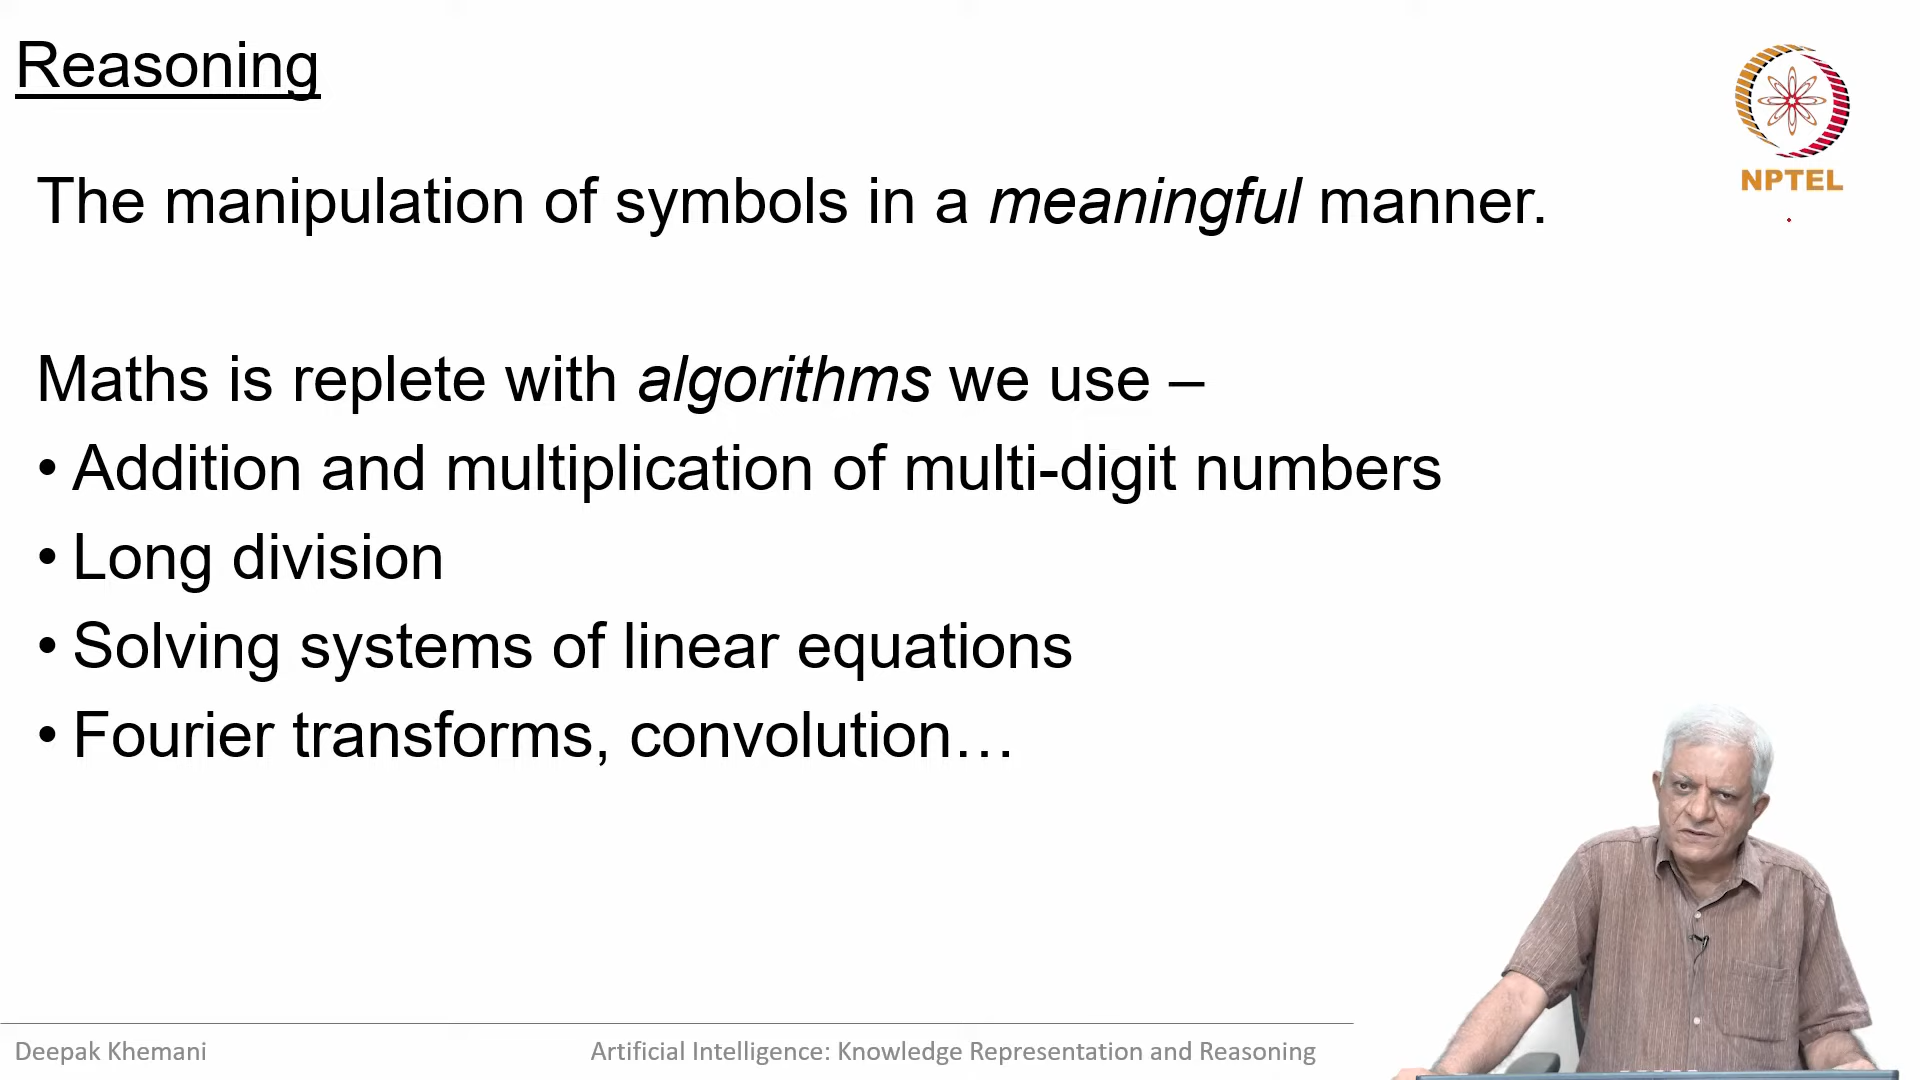 Reasoning
NPTEL
The manipulation of symbols in a meaningful manner.
Maths is replete with algorithms we use –
• Addition and multiplication of multi-digit numbers
• Long division
• Solving systems of linear equations
• Fourier transforms, convolution…
Deepak Khemani
Artificial Intelligence: Knowledge Representation and Reasoning